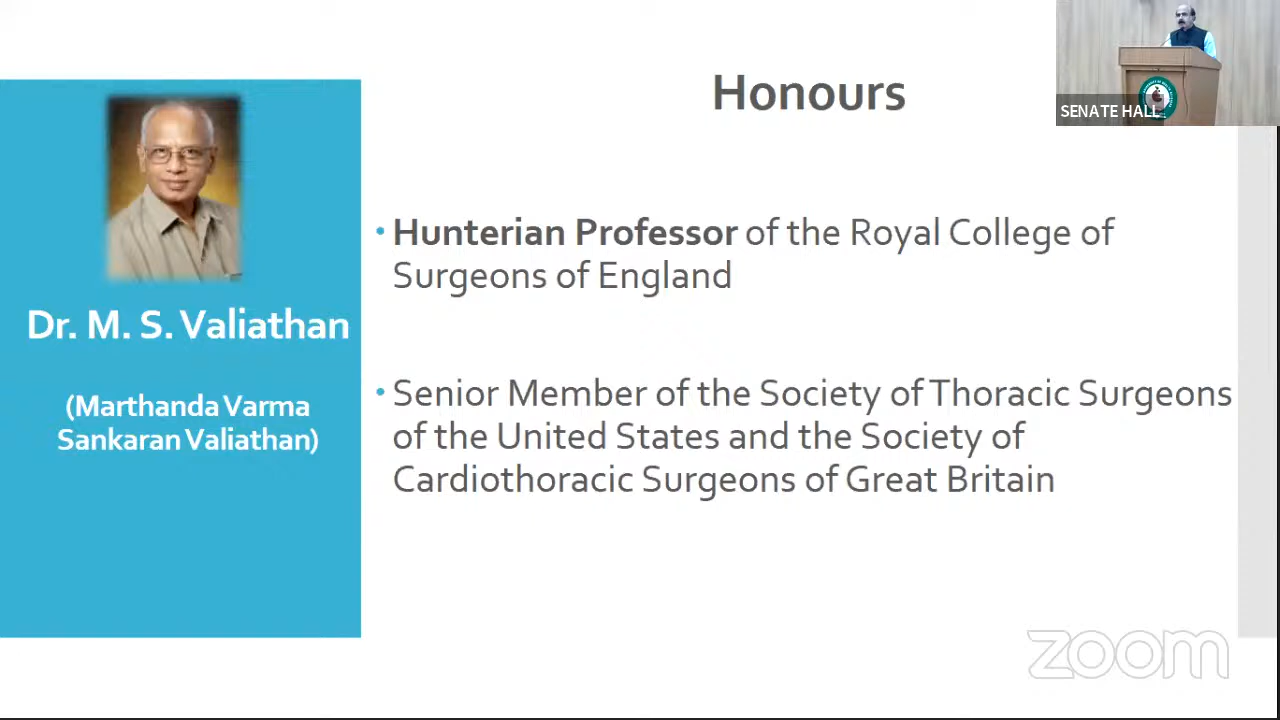 Honours
SENATE HALL
Dr. M. S. Valiathan
(Marthanda Varma
Sankaran Valiathan)
• Hunterian Professor of the Royal College of
Surgeons of England
• Senior Member of the Society of Thoracic Surgeons
of the United States and the Society of
Cardiothoracic Surgeons of Great Britain
zoom